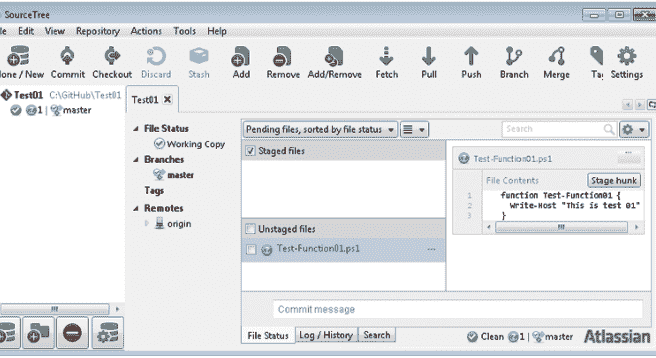 SourceTree
le Edit View Repository Actions Tools Help
lone / New Commit Checkout Discard Stash Add Remove Add/Remove Fetch Pull Push Branch Merge Ta Settings
Test01 C:\GitHub\Test01
1 master
Test01
File Status
Working Copy
Branches
master
Tags
Remotes
origin
Pending files, sorted by file status
Search
Staged files
Unstaged files
Test-Function01.ps1 ...
Test-Function01.ps1 ...
File Contents Stage hunk
1 function Test-Function01 {
2 Write-Host "This is test 01"
3 }
Commit message
File Status Log / History Search
Clean 1 master Atlassian